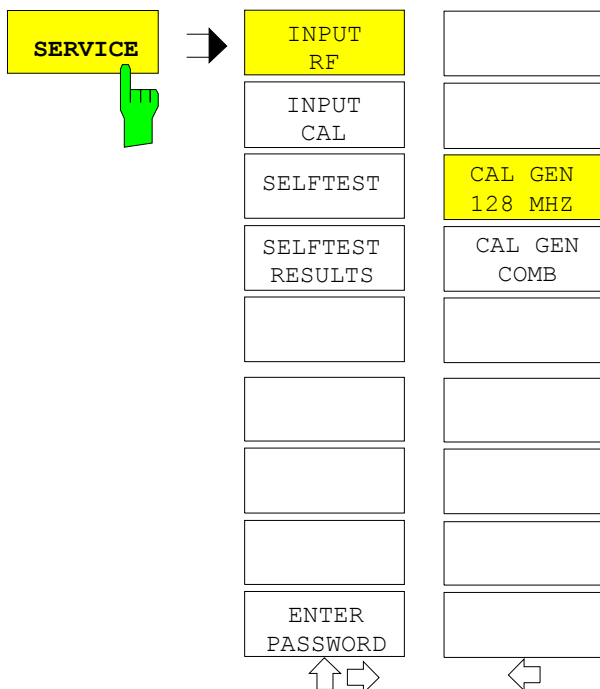 SERVICE
INPUT
RF
INPUT
CAL
SELFTEST
SELFTEST
RESULTS
ENTER
PASSWORD
CAL GEN
128 MHZ
CAL GEN
COMB